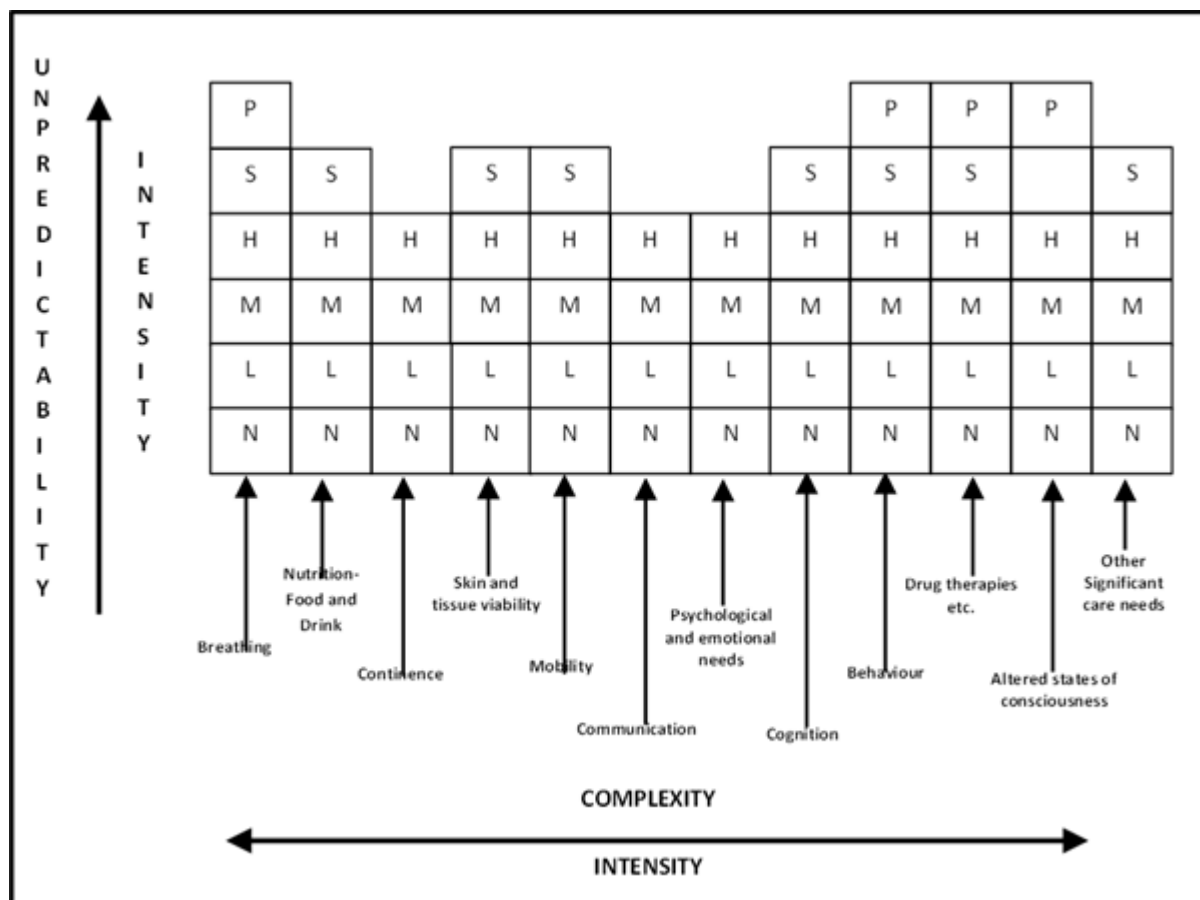 UNPREDICTABILITY
INTENSITY
P P P P
S S S S S S S S
H H H H H H H H H H H H
M M M M M M M M M M M M
L L L L L L L L L L L L
N N N N N N N N N N N N
Breathing
Nutrition-
Food and
Drink
Continence
Skin and
tissue viability
Mobility
Communication
Psychological
and emotional
needs
Cognition
Behaviour
Drug therapies
etc.
Altered states of
consciousness
Other
Significant
care needs
COMPLEXITY
INTENSITY